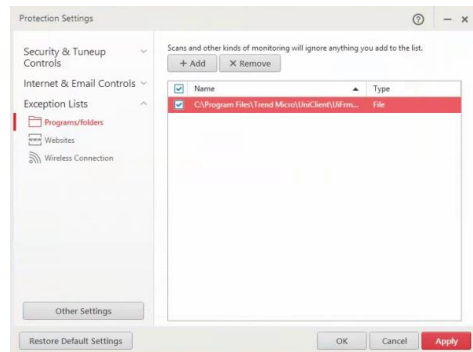 Protection Settings
Security & Tuneup
Controls
Internet & Email Controls
Exception Lists
Programs/folders
Websites
Wireless Connection
Other Settings
Scans and other kinds of monitoring will ignore anything you add to the list.
+ Add
X Remove
Name
Type
C:\Program Files\Trend Micro\UniClient\UiFrm...
File
Restore Default Settings
OK
Cancel
Apply